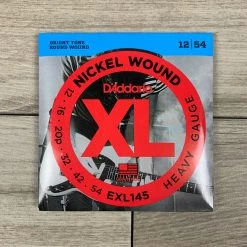 BRIGHT TONE
ROUND WOUND
12 | 54
NICKEL WOUND
D'Addario
XL
12 · 16 · 20p · 32 · 42 · 54
EXL145
HEAVY GAUGE